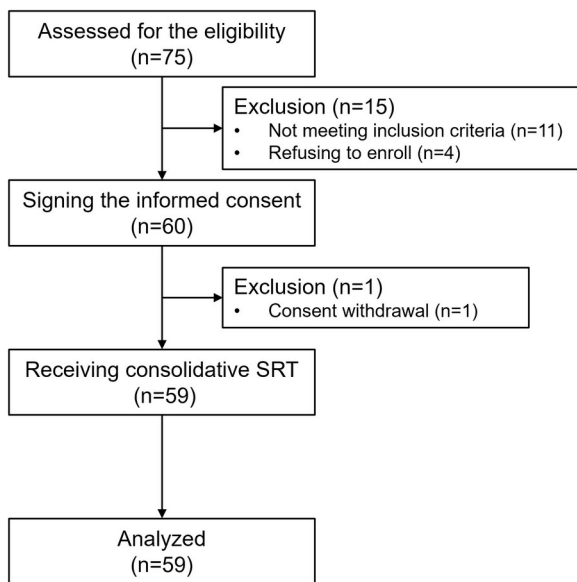 Assessed for the eligibility
(n=75)
Exclusion (n=15)
• Not meeting inclusion criteria (n=11)
• Refusing to enroll (n=4)
Signing the informed consent
(n=60)
Exclusion (n=1)
• Consent withdrawal (n=1)
Receiving consolidative SRT
(n=59)
Analyzed
(n=59)